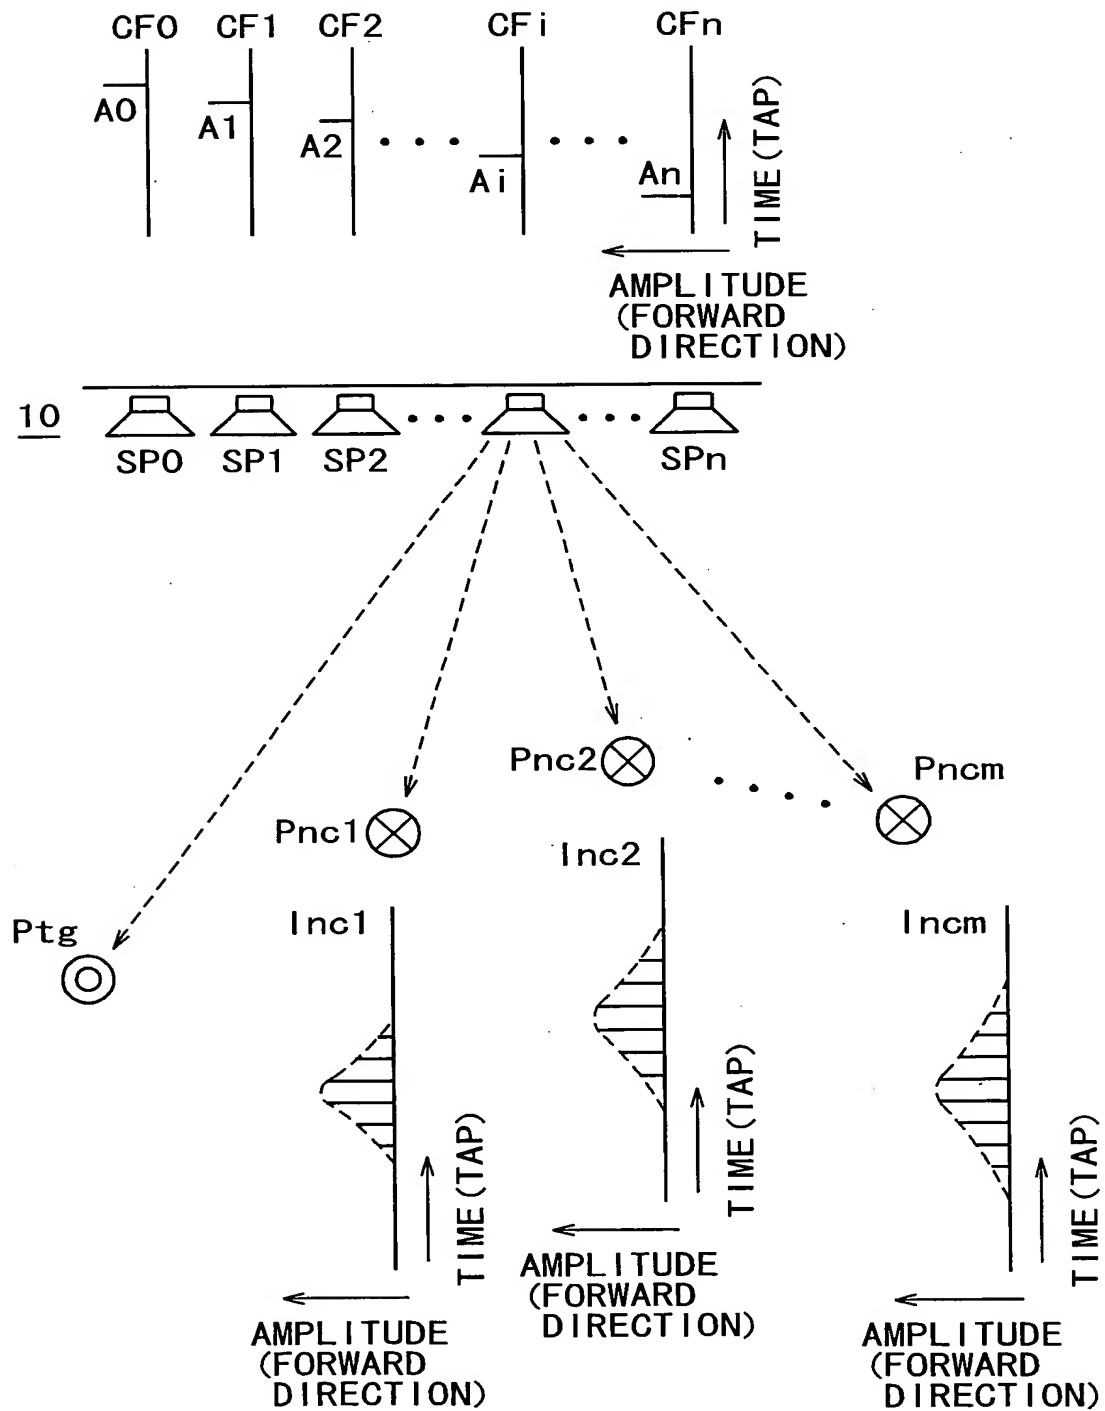 CF0 CF1 CF2 CFi CFn
A0 A1 A2 Ai An
TIME(TAP)
AMPLITUDE
(FORWARD
DIRECTION)
10
SP0 SP1 SP2 SPn
Pnc2 Pncm
Pnc1
Inc2
Ptg Inc1 Incm
TIME(TAP)
TIME(TAP)
TIME(TAP)
AMPLITUDE
(FORWARD
DIRECTION)
AMPLITUDE
(FORWARD
DIRECTION)
AMPLITUDE
(FORWARD
DIRECTION)